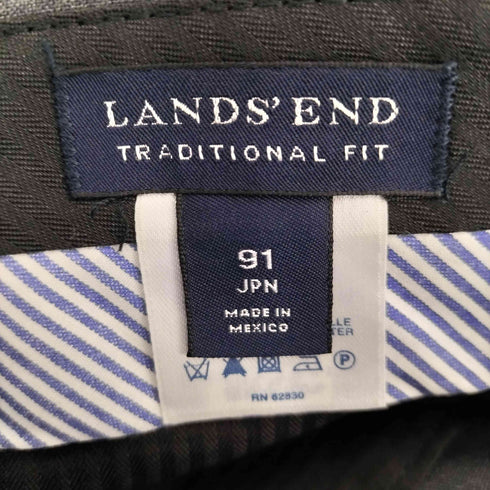 LANDS' END
TRADITIONAL FIT
91
JPN
MADE IN
MEXICO
RN 62830